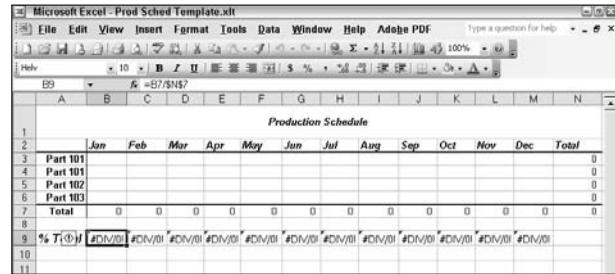 Microsoft Excel - Prod Sched Template.xlt
File Edit View Insert Format Tools Data Window Help Adobe PDF Type a question for help
100%
Helv 10 B I U $ % , A
B9 fx =B7/$N$7
A B C D E F G H I J K L M N
1 Production Schedule
2 Jan Feb Mar Apr May Jun Jul Aug Sep Oct Nov Dec Total
3 Part 101 0
4 Part 101 0
5 Part 102 0
6 Part 103 0
7 Total 0 0 0 0 0 0 0 0 0 0 0 0 0
8
9 % T l #DIV/0! #DIV/0! #DIV/0! #DIV/0! #DIV/0! #DIV/0! #DIV/0! #DIV/0! #DIV/0! #DIV/0! #DIV/0! #DIV/0!
10
11